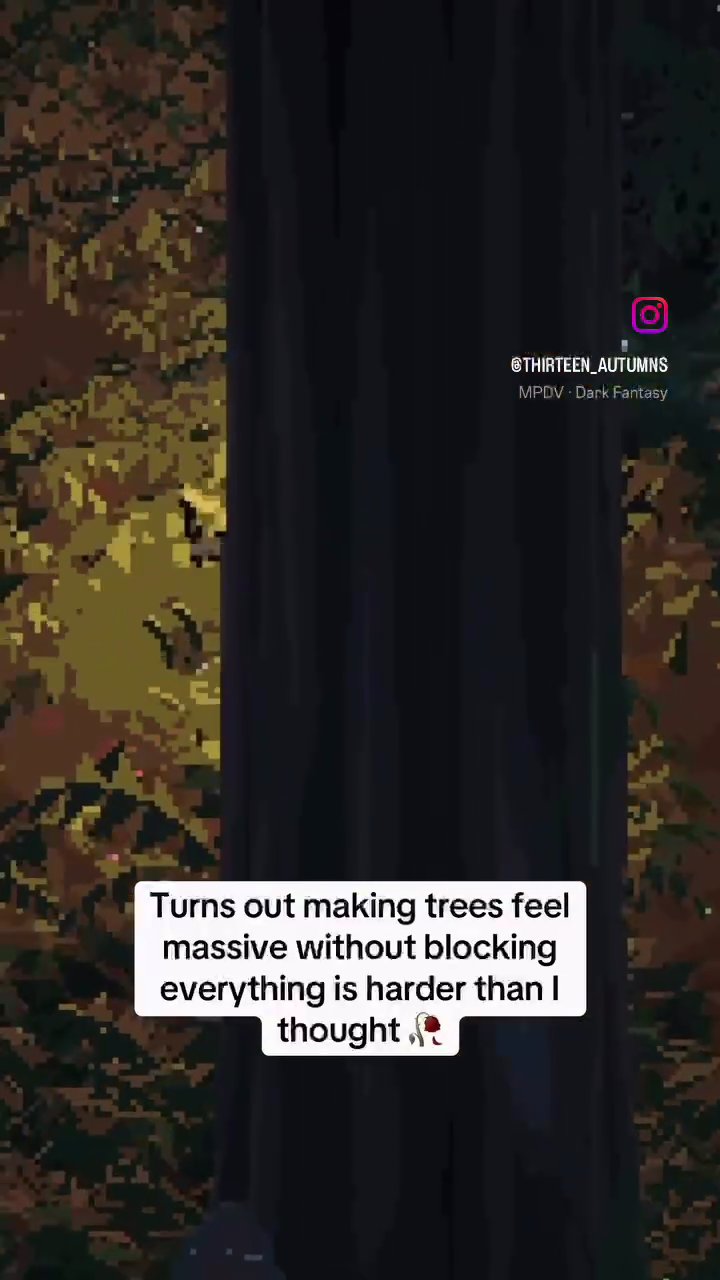 @THIRTEEN_AUTUMNS
MPDV · Dark Fantasy
Turns out making trees feel
massive without blocking
everything is harder than I
thought 🥀